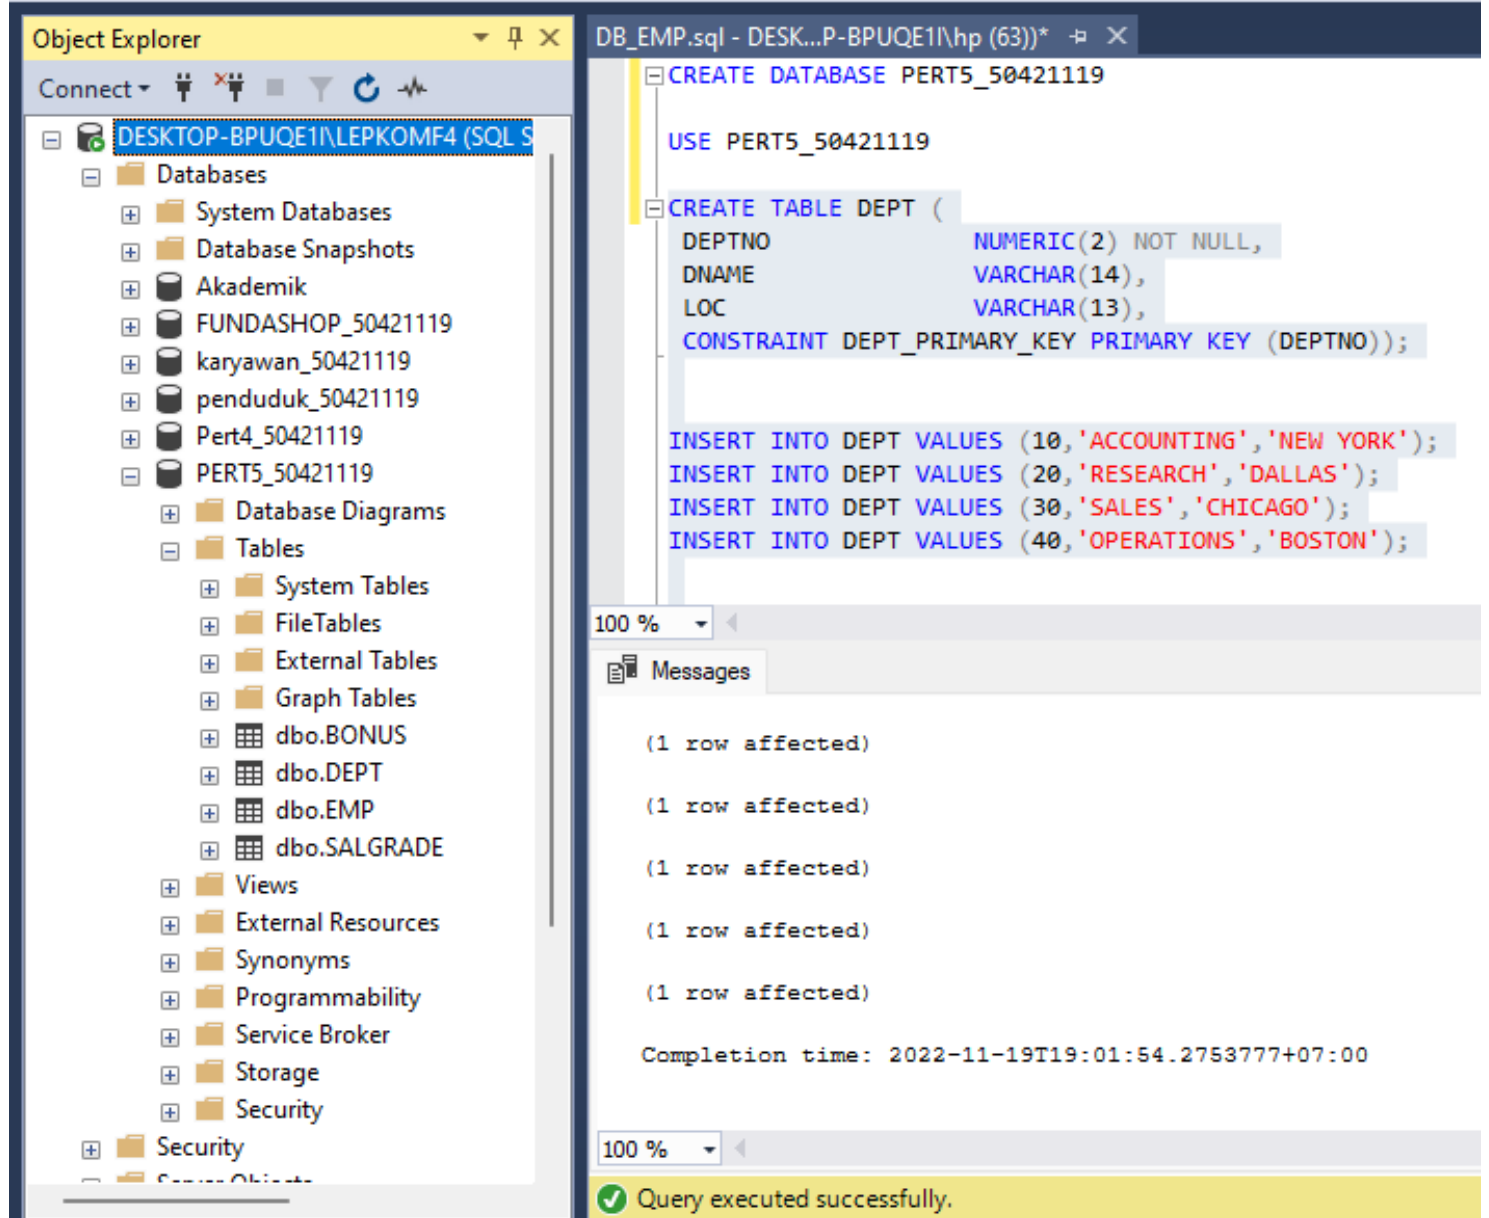 Object Explorer
Connect
DESKTOP-BPUQE1I\LEPKOMF4 (SQL S
Databases
System Databases
Database Snapshots
Akademik
FUNDASHOP_50421119
karyawan_50421119
penduduk_50421119
Pert4_50421119
PERT5_50421119
Database Diagrams
Tables
System Tables
FileTables
External Tables
Graph Tables
dbo.BONUS
dbo.DEPT
dbo.EMP
dbo.SALGRADE
Views
External Resources
Synonyms
Programmability
Service Broker
Storage
Security
Security
Server Objects
DB_EMP.sql - DESK...P-BPUQE1I\hp (63))*
CREATE DATABASE PERT5_50421119
USE PERT5_50421119
CREATE TABLE DEPT (
DEPTNO NUMERIC(2) NOT NULL,
DNAME VARCHAR(14),
LOC VARCHAR(13),
CONSTRAINT DEPT_PRIMARY_KEY PRIMARY KEY (DEPTNO));
INSERT INTO DEPT VALUES (10,'ACCOUNTING','NEW YORK');
INSERT INTO DEPT VALUES (20,'RESEARCH','DALLAS');
INSERT INTO DEPT VALUES (30,'SALES','CHICAGO');
INSERT INTO DEPT VALUES (40,'OPERATIONS','BOSTON');
100 %
Messages
(1 row affected)
(1 row affected)
(1 row affected)
(1 row affected)
(1 row affected)
Completion time: 2022-11-19T19:01:54.2753777+07:00
100 %
Query executed successfully.